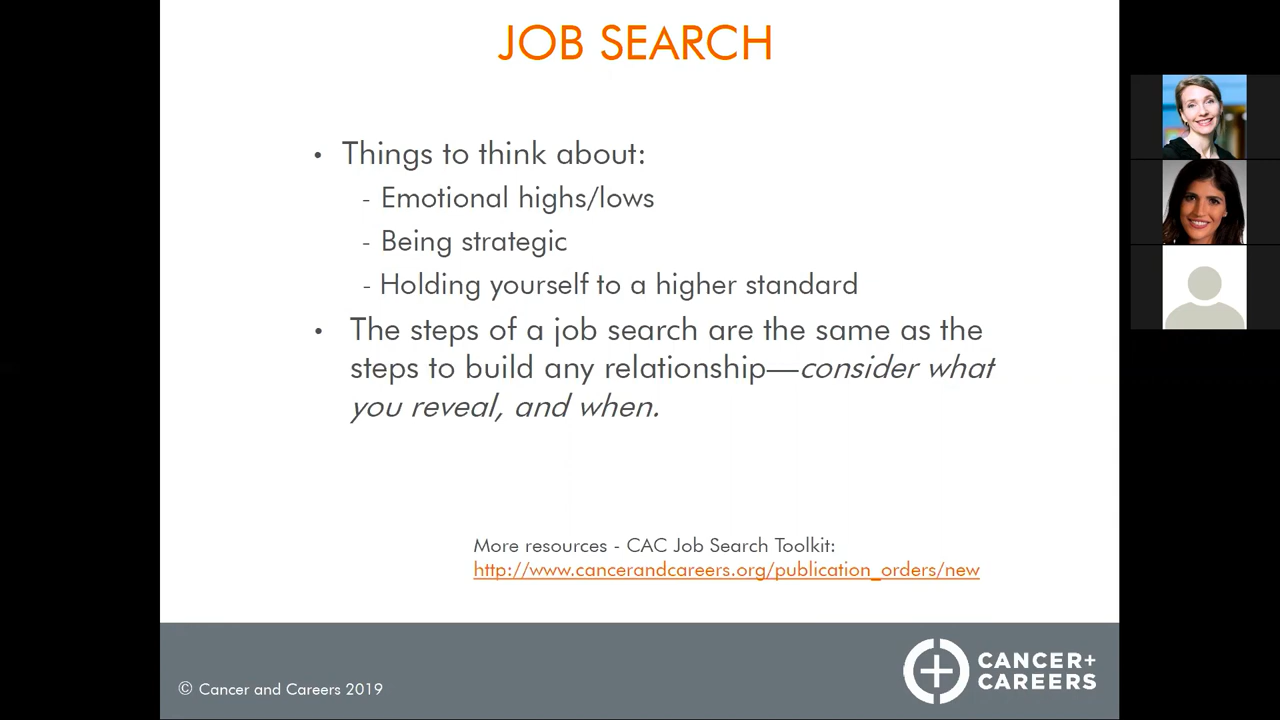 JOB SEARCH
• Things to think about:
- Emotional highs/lows
- Being strategic
- Holding yourself to a higher standard
• The steps of a job search are the same as the
steps to build any relationship—consider what
you reveal, and when.
More resources - CAC Job Search Toolkit:
http://www.cancerandcareers.org/publication_orders/new
© Cancer and Careers 2019
CANCER+
CAREERS